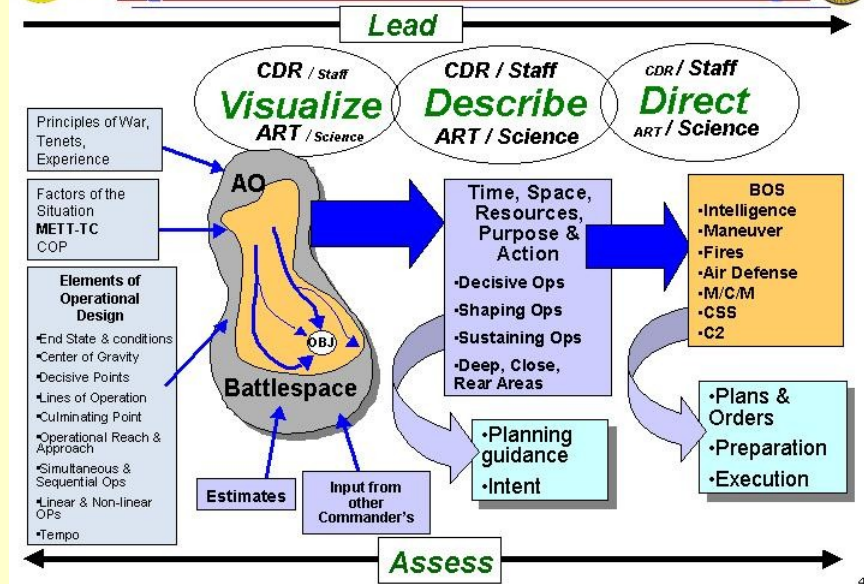 Lead
CDR / Staff
Visualize
ART / Science
CDR / Staff
Describe
ART / Science
CDR / Staff
Direct
ART / Science
Principles of War,
Tenets,
Experience
Factors of the
Situation
METT-TC
COP
Elements of
Operational
Design
•End State & conditions
•Center of Gravity
•Decisive Points
•Lines of Operation
•Culminating Point
•Operational Reach &
Approach
•Simultaneous &
Sequential Ops
•Linear & Non-linear
OPs
•Tempo
AO
OBJ
Battlespace
Estimates
Input from
other
Commander's
Time, Space,
Resources,
Purpose &
Action
•Decisive Ops
•Shaping Ops
•Sustaining Ops
•Deep, Close,
Rear Areas
•Planning
guidance
•Intent
BOS
•Intelligence
•Maneuver
•Fires
•Air Defense
•M/C/M
•CSS
•C2
•Plans &
Orders
•Preparation
•Execution
Assess